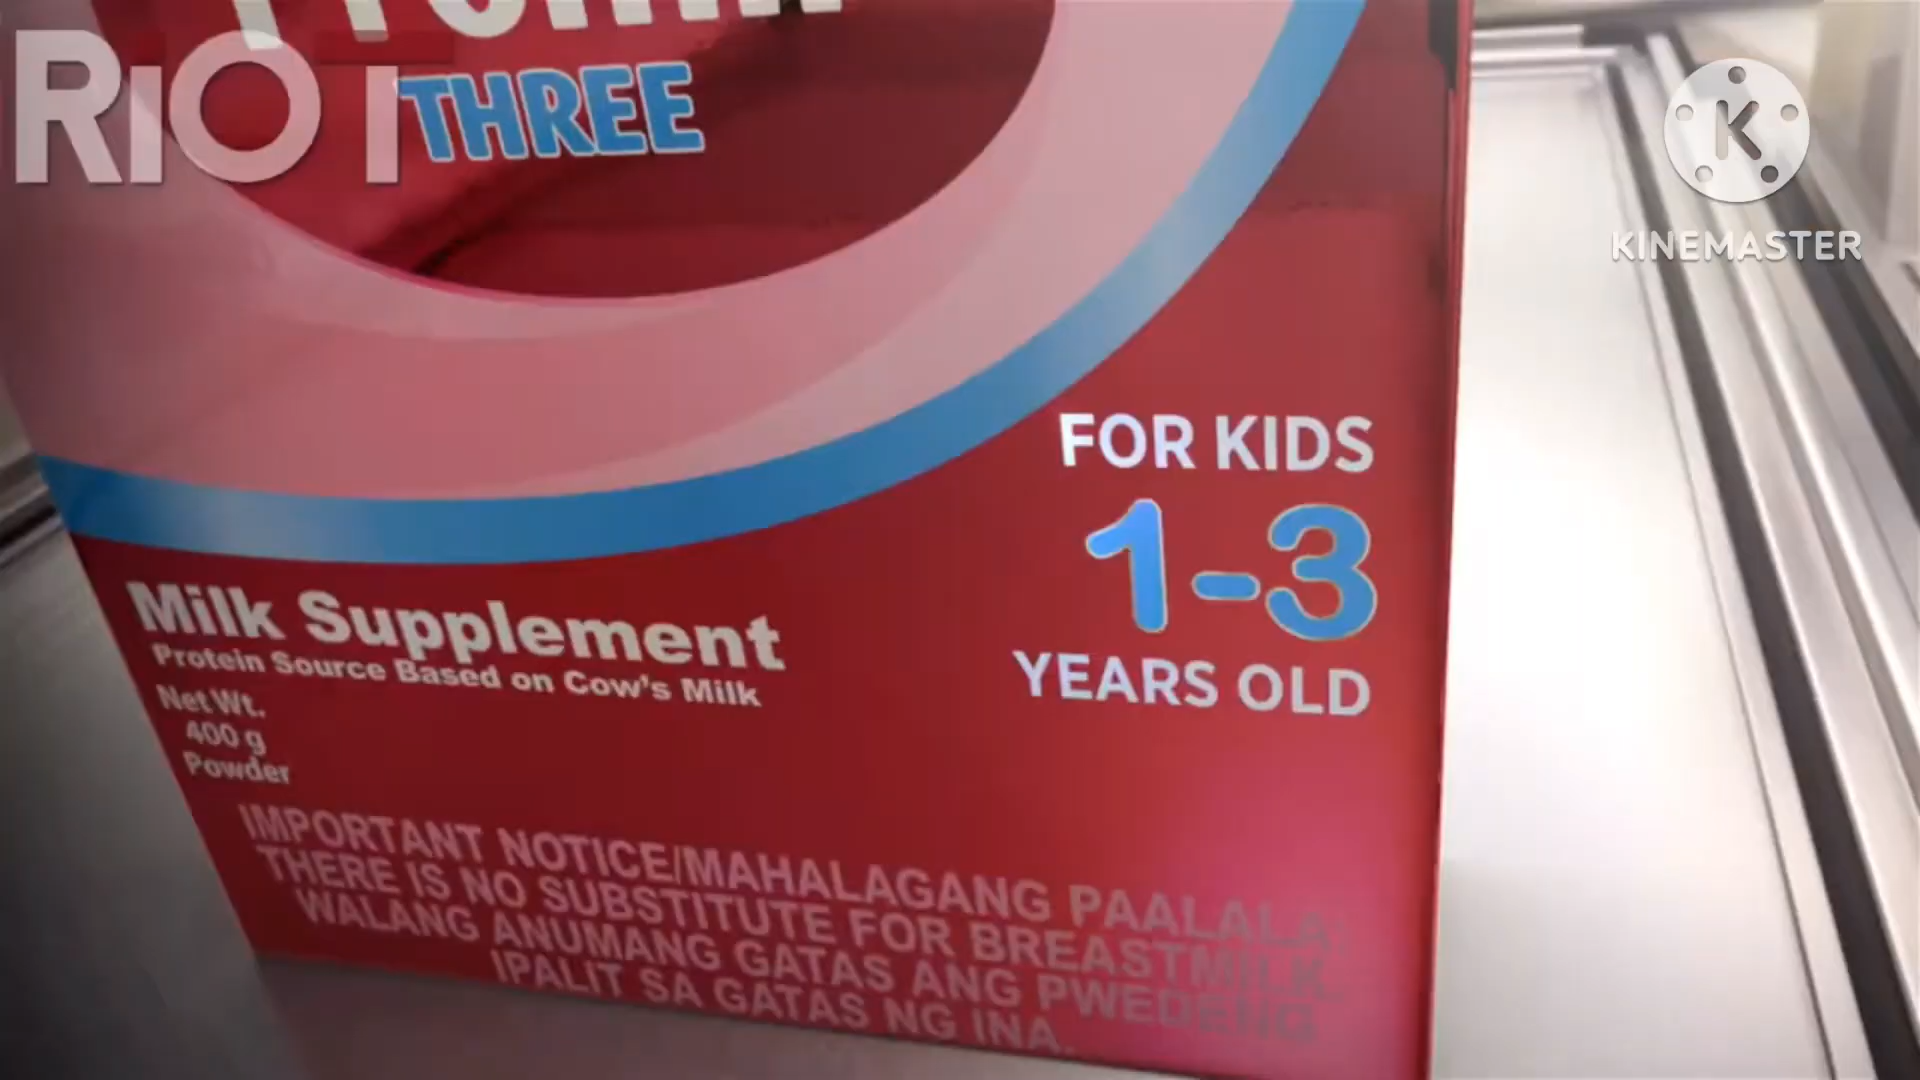 RiOT
THREE
KINEMASTER
FOR KIDS
1-3
YEARS OLD
Milk Supplement
Protein Source Based on Cow's Milk
Net Wt.
400 g
Powder
IMPORTANT NOTICE/MAHALAGANG PAALALA:
THERE IS NO SUBSTITUTE FOR BREASTMILK.
WALANG ANUMANG GATAS ANG PWEDENG
IPALIT SA GATAS NG INA.